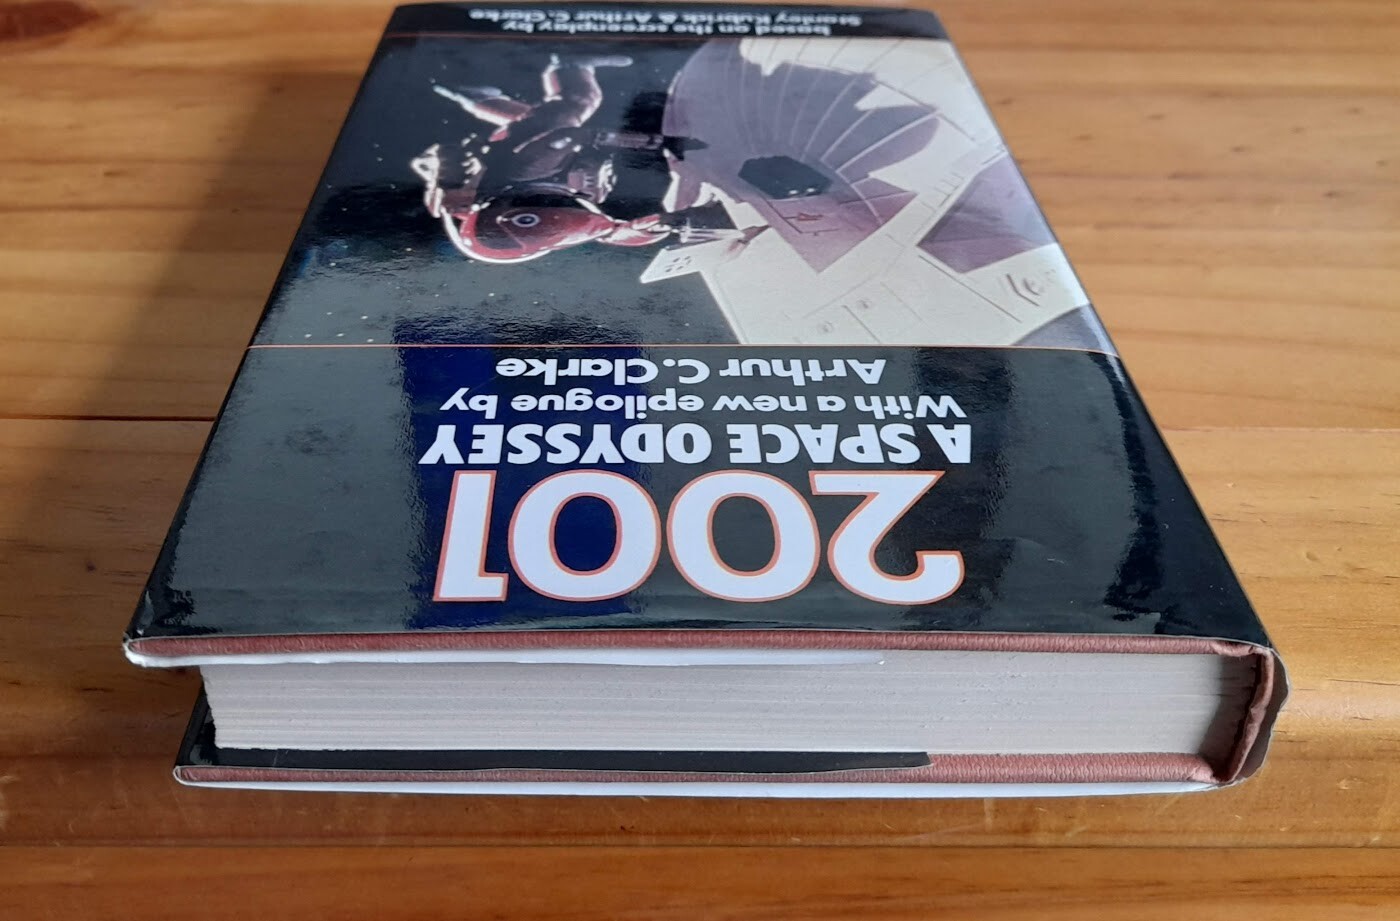 2001
A SPACE ODYSSEY
With a new epilogue by
Arthur C. Clarke
based on the screenplay by
Stanley Kubrick & Arthur C. Clarke